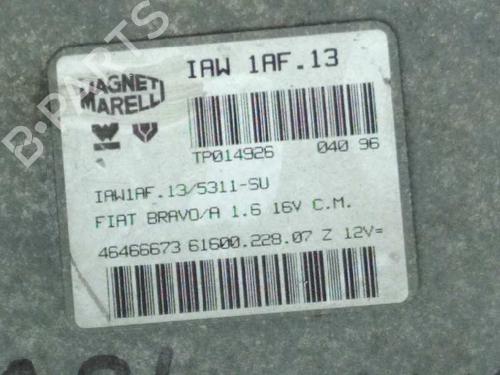 MAGNET
MARELLI
IAW 1AF.13
TP014926 040 96
IAW1AF.13/5311-SU
FIAT BRAVO/A 1.6 16V C.M.
46466673 61600.228.07 Z 12V=
B-PARTS